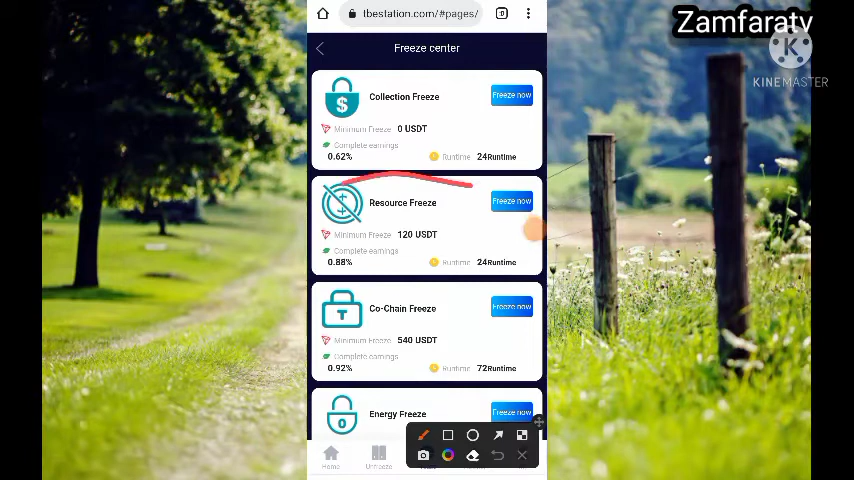 Zamfaratv
KINEMASTER
tbestation.com/#pages/
Freeze center
Collection Freeze
Freeze now
Minimum Freeze 0 USDT
Complete earnings
0.62% Runtime 24Runtime
Resource Freeze
Freeze now
Minimum Freeze 120 USDT
Complete earnings
0.88% Runtime 24Runtime
Co-Chain Freeze
Freeze now
Minimum Freeze 540 USDT
Complete earnings
0.92% Runtime 72Runtime
Energy Freeze
Freeze now
Home
Unfreeze